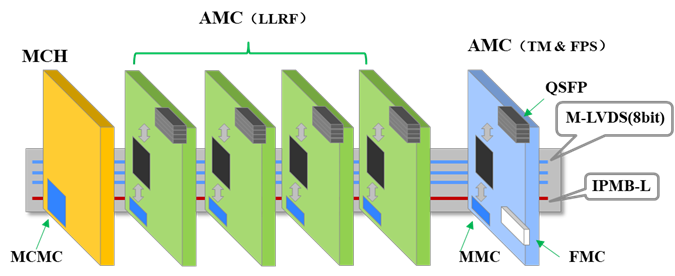 AMC（LLRF）
MCH
AMC（TM & FPS）
QSFP
M-LVDS(8bit)
IPMB-L
MCMC
MMC
FMC